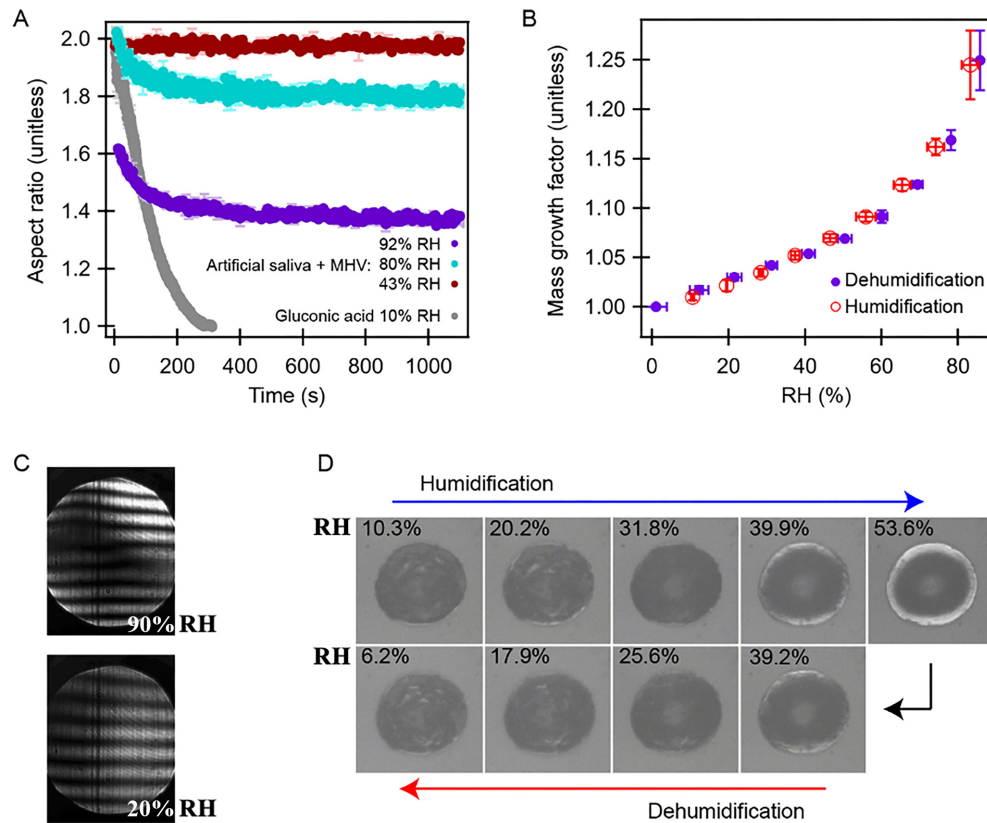 A
Aspect ratio (unitless)
2.0
1.8
1.6
1.4
1.2
1.0
92% RH
Artificial saliva + MHV: 80% RH
43% RH
Gluconic acid 10% RH
0 200 400 600 800 1000
Time (s)
B
Mass growth factor (unitless)
1.25
1.20
1.15
1.10
1.05
1.00
Dehumidification
Humidification
0 20 40 60 80
RH (%)
C
90% RH
20% RH
D
Humidification
RH 10.3% 20.2% 31.8% 39.9% 53.6%
RH 6.2% 17.9% 25.6% 39.2%
Dehumidification